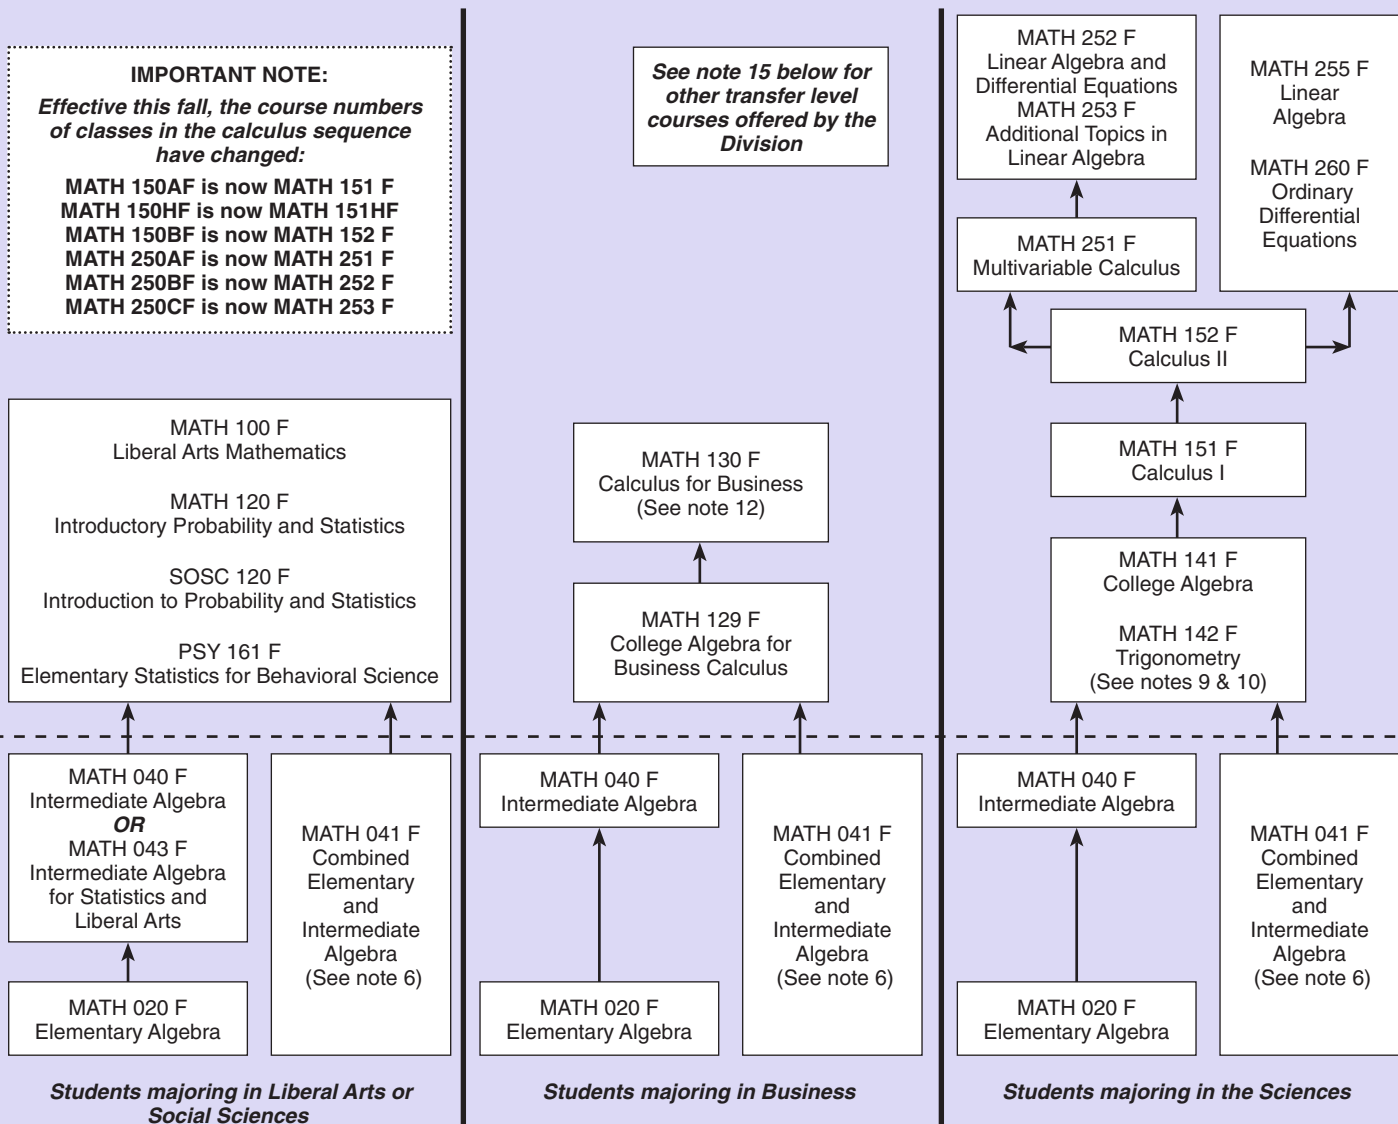 IMPORTANT NOTE:
Effective this fall, the course numbers
of classes in the calculus sequence
have changed:
MATH 150AF is now MATH 151 F
MATH 150HF is now MATH 151HF
MATH 150BF is now MATH 152 F
MATH 250AF is now MATH 251 F
MATH 250BF is now MATH 252 F
MATH 250CF is now MATH 253 F
MATH 100 F
Liberal Arts Mathematics
MATH 120 F
Introductory Probability and Statistics
SOSC 120 F
Introduction to Probability and Statistics
PSY 161 F
Elementary Statistics for Behavioral Science
MATH 040 F
Intermediate Algebra
OR
MATH 043 F
Intermediate Algebra
for Statistics and
Liberal Arts
MATH 020 F
Elementary Algebra
MATH 041 F
Combined
Elementary
and
Intermediate
Algebra
(See note 6)
Students majoring in Liberal Arts or
Social Sciences
See note 15 below for
other transfer level
courses offered by the
Division
MATH 130 F
Calculus for Business
(See note 12)
MATH 129 F
College Algebra for
Business Calculus
MATH 040 F
Intermediate Algebra
MATH 020 F
Elementary Algebra
MATH 041 F
Combined
Elementary
and
Intermediate
Algebra
(See note 6)
Students majoring in Business
MATH 252 F
Linear Algebra and
Differential Equations
MATH 253 F
Additional Topics in
Linear Algebra
MATH 255 F
Linear
Algebra
MATH 260 F
Ordinary
Differential
Equations
MATH 251 F
Multivariable Calculus
MATH 152 F
Calculus II
MATH 151 F
Calculus I
MATH 141 F
College Algebra
MATH 142 F
Trigonometry
(See notes 9 & 10)
MATH 040 F
Intermediate Algebra
MATH 020 F
Elementary Algebra
MATH 041 F
Combined
Elementary
and
Intermediate
Algebra
(See note 6)
Students majoring in the Sciences